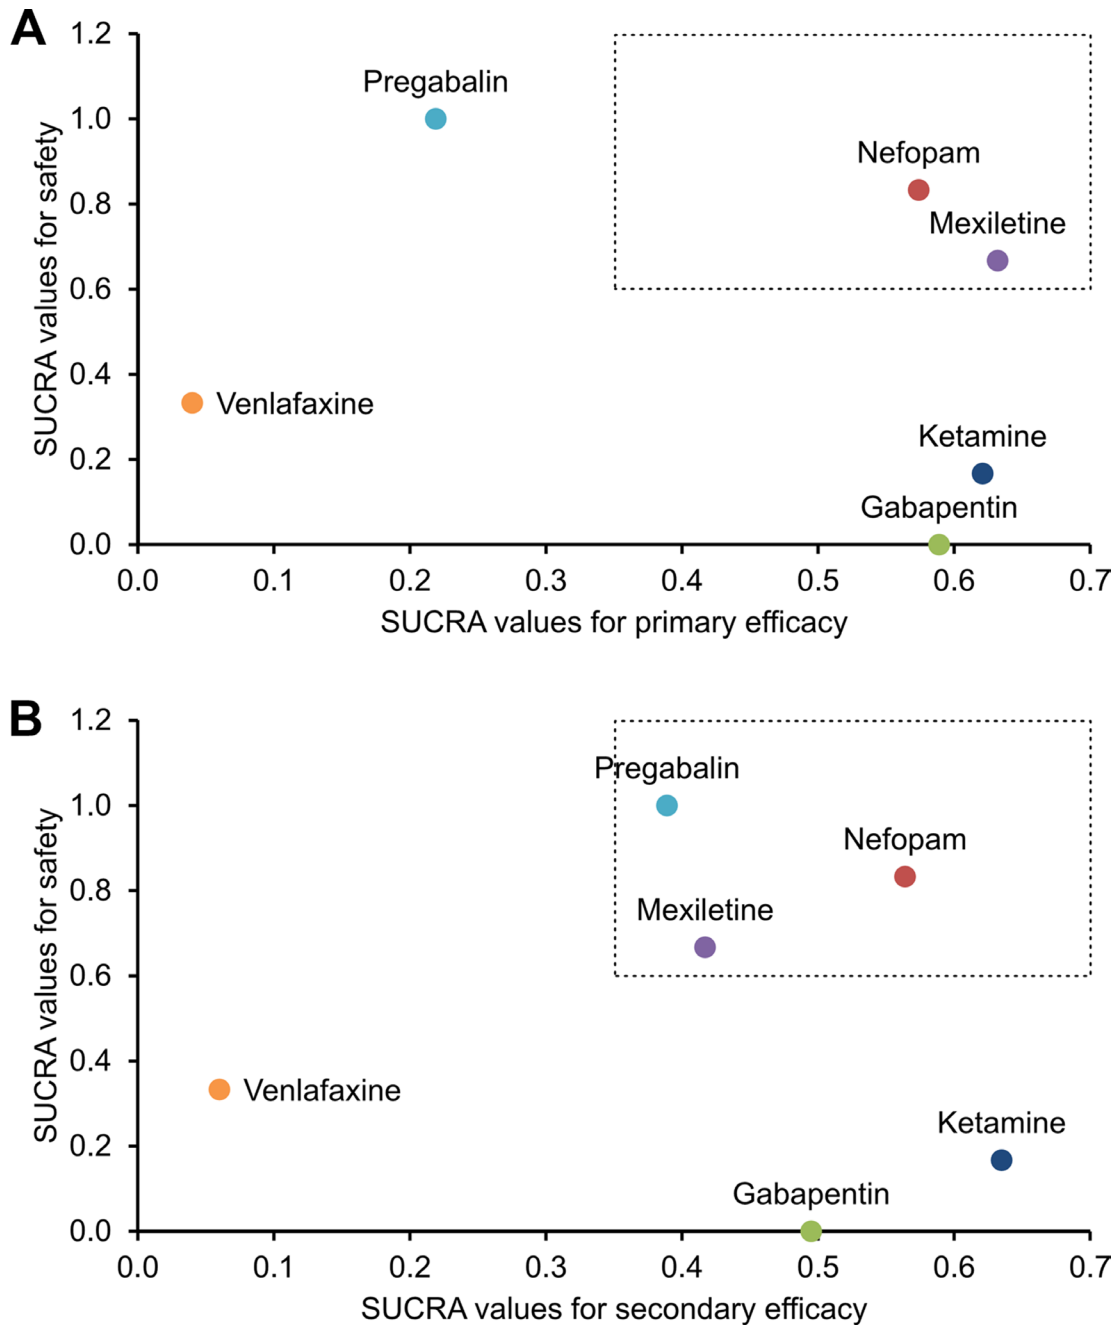 A
1.2
Pregabalin
1.0
Nefopam
0.8
Mexiletine
0.6
0.4
Venlafaxine
Ketamine
0.2
Gabapentin
0.0
0.0 0.1 0.2 0.3 0.4 0.5 0.6 0.7
SUCRA values for safety
SUCRA values for primary efficacy
B
1.2
Pregabalin
1.0
Nefopam
0.8
Mexiletine
0.6
0.4
Venlafaxine
Ketamine
0.2
Gabapentin
0.0
0.0 0.1 0.2 0.3 0.4 0.5 0.6 0.7
SUCRA values for safety
SUCRA values for secondary efficacy